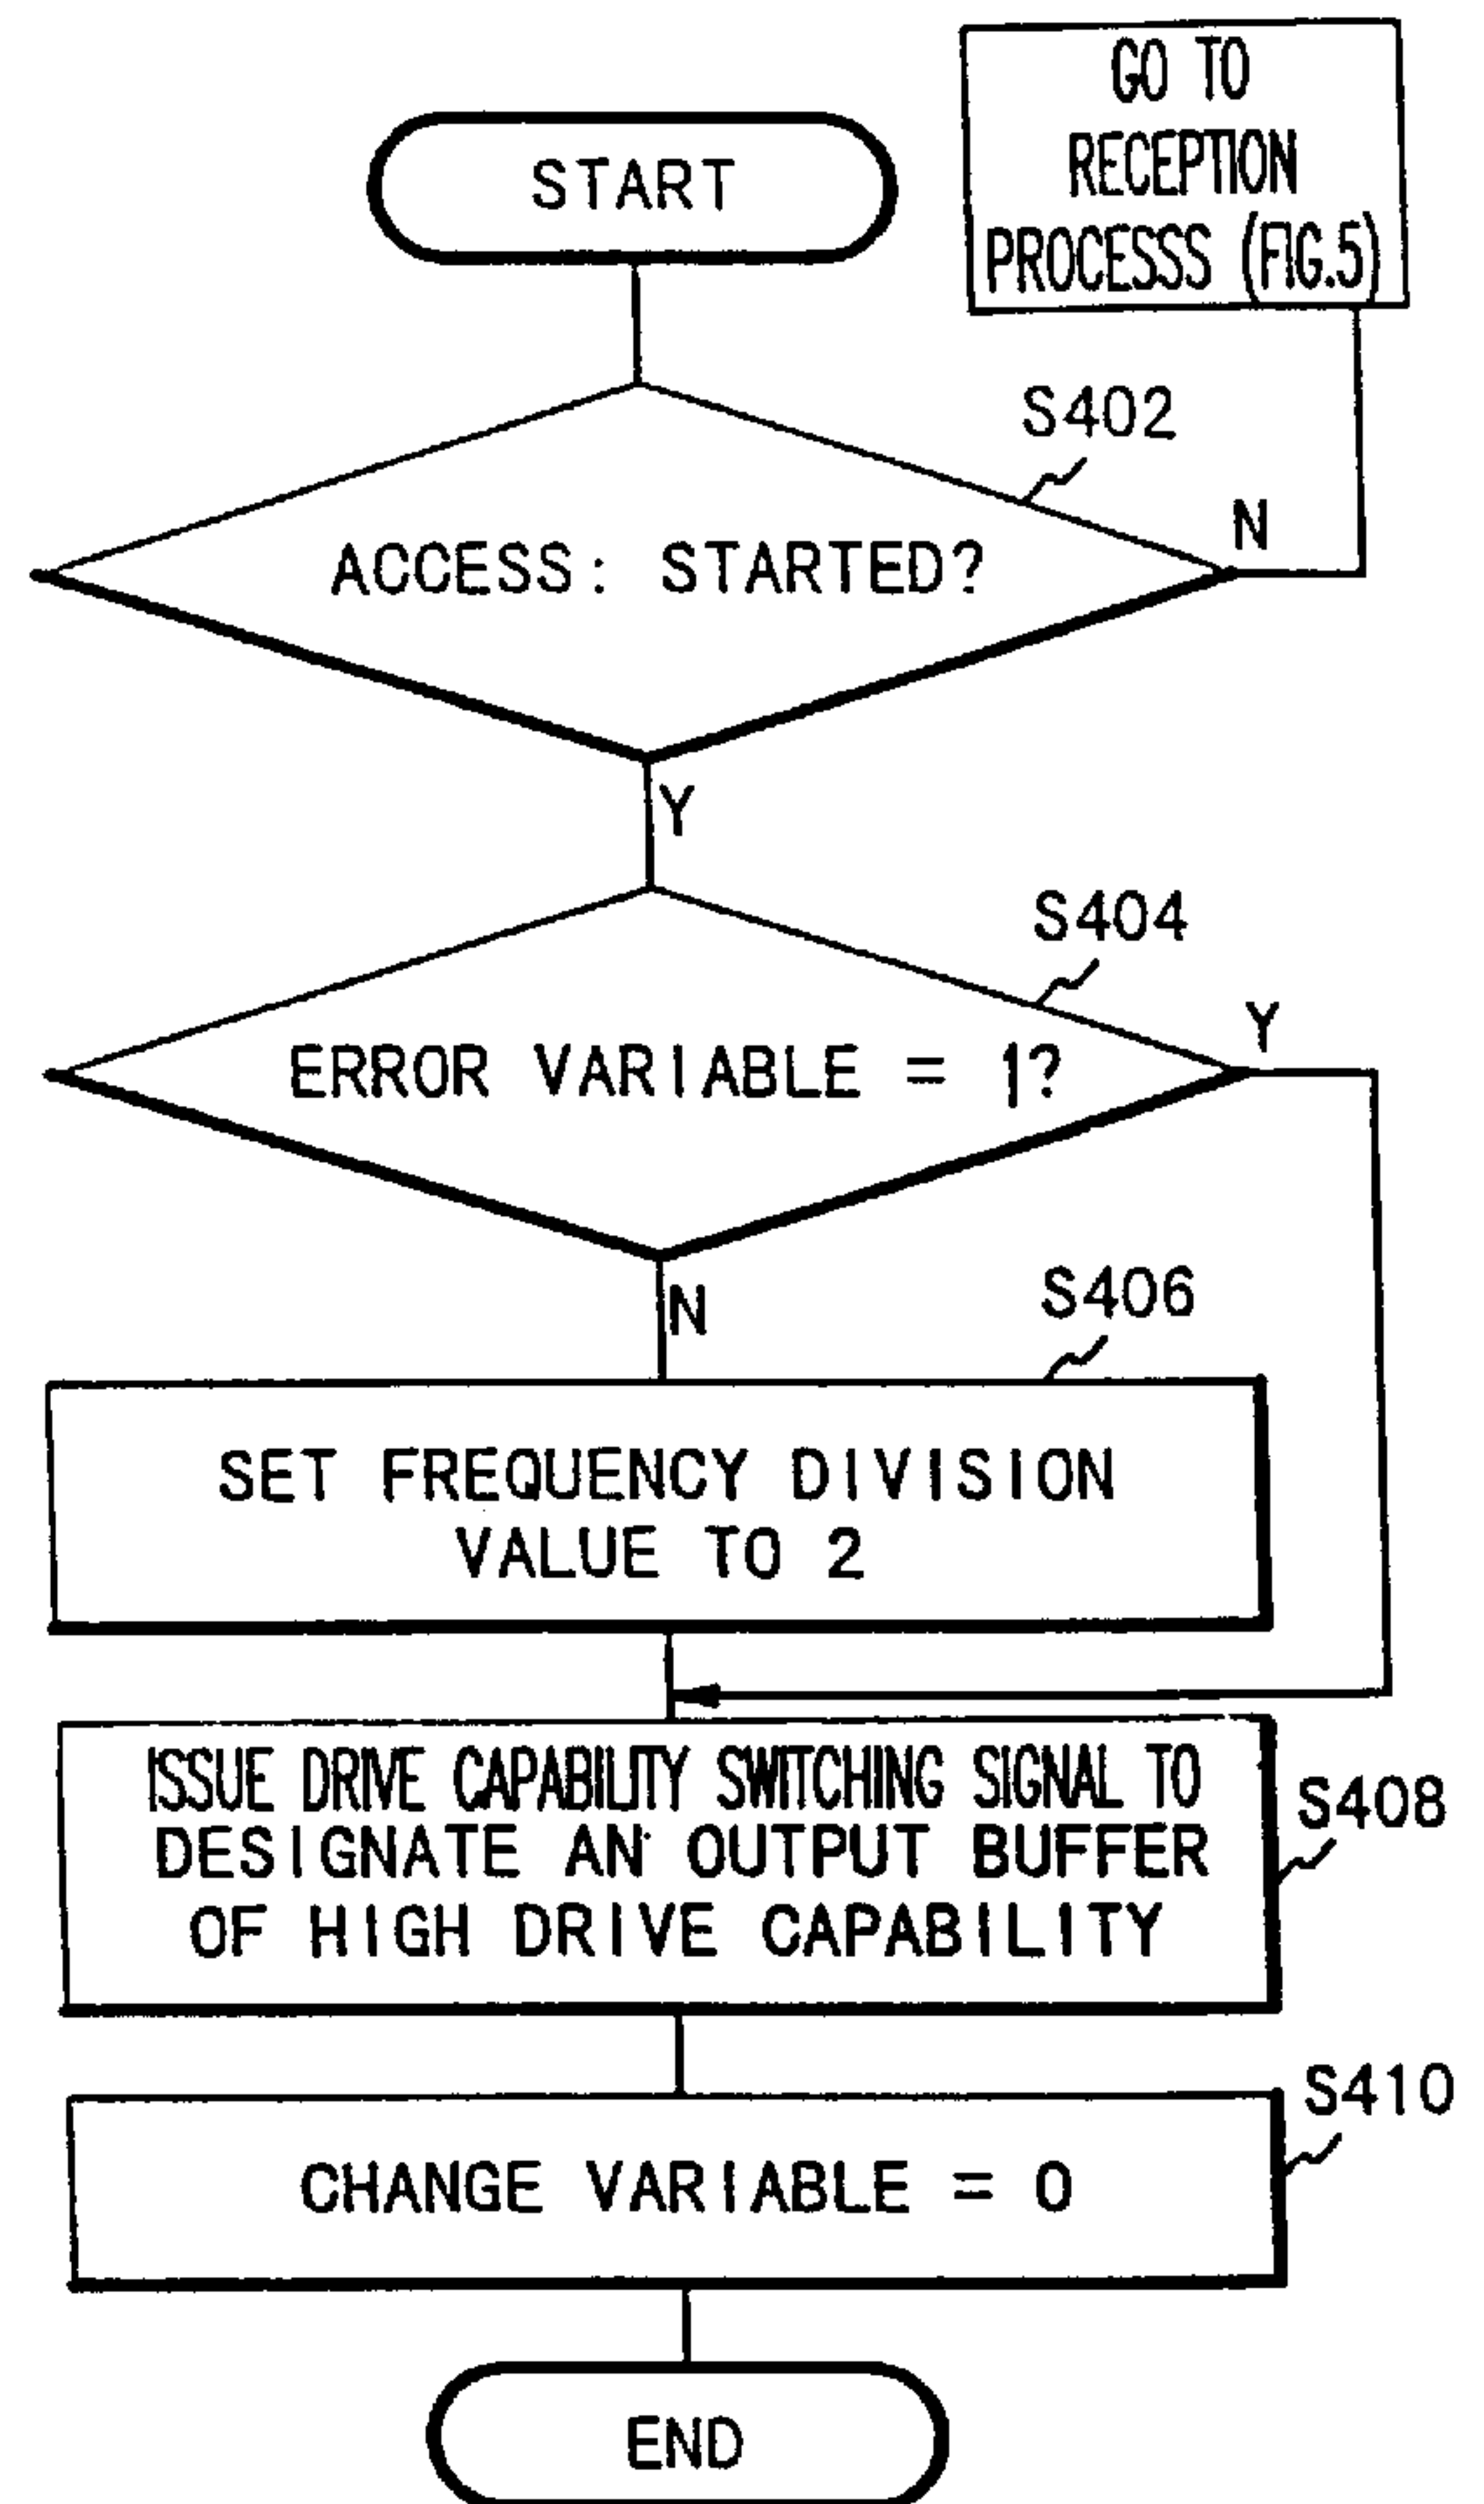 GO TO
RECEPTION
PROCESSS (FIG.5)
START
S402
ACCESS: STARTED?
N
Y
S404
ERROR VARIABLE = 1?
Y
N
S406
SET FREQUENCY DIVISION
VALUE TO 2
ISSUE DRIVE CAPABILITY SWITCHING SIGNAL TO
DESIGNATE AN OUTPUT BUFFER
OF HIGH DRIVE CAPABILITY
S408
CHANGE VARIABLE = 0
S410
END